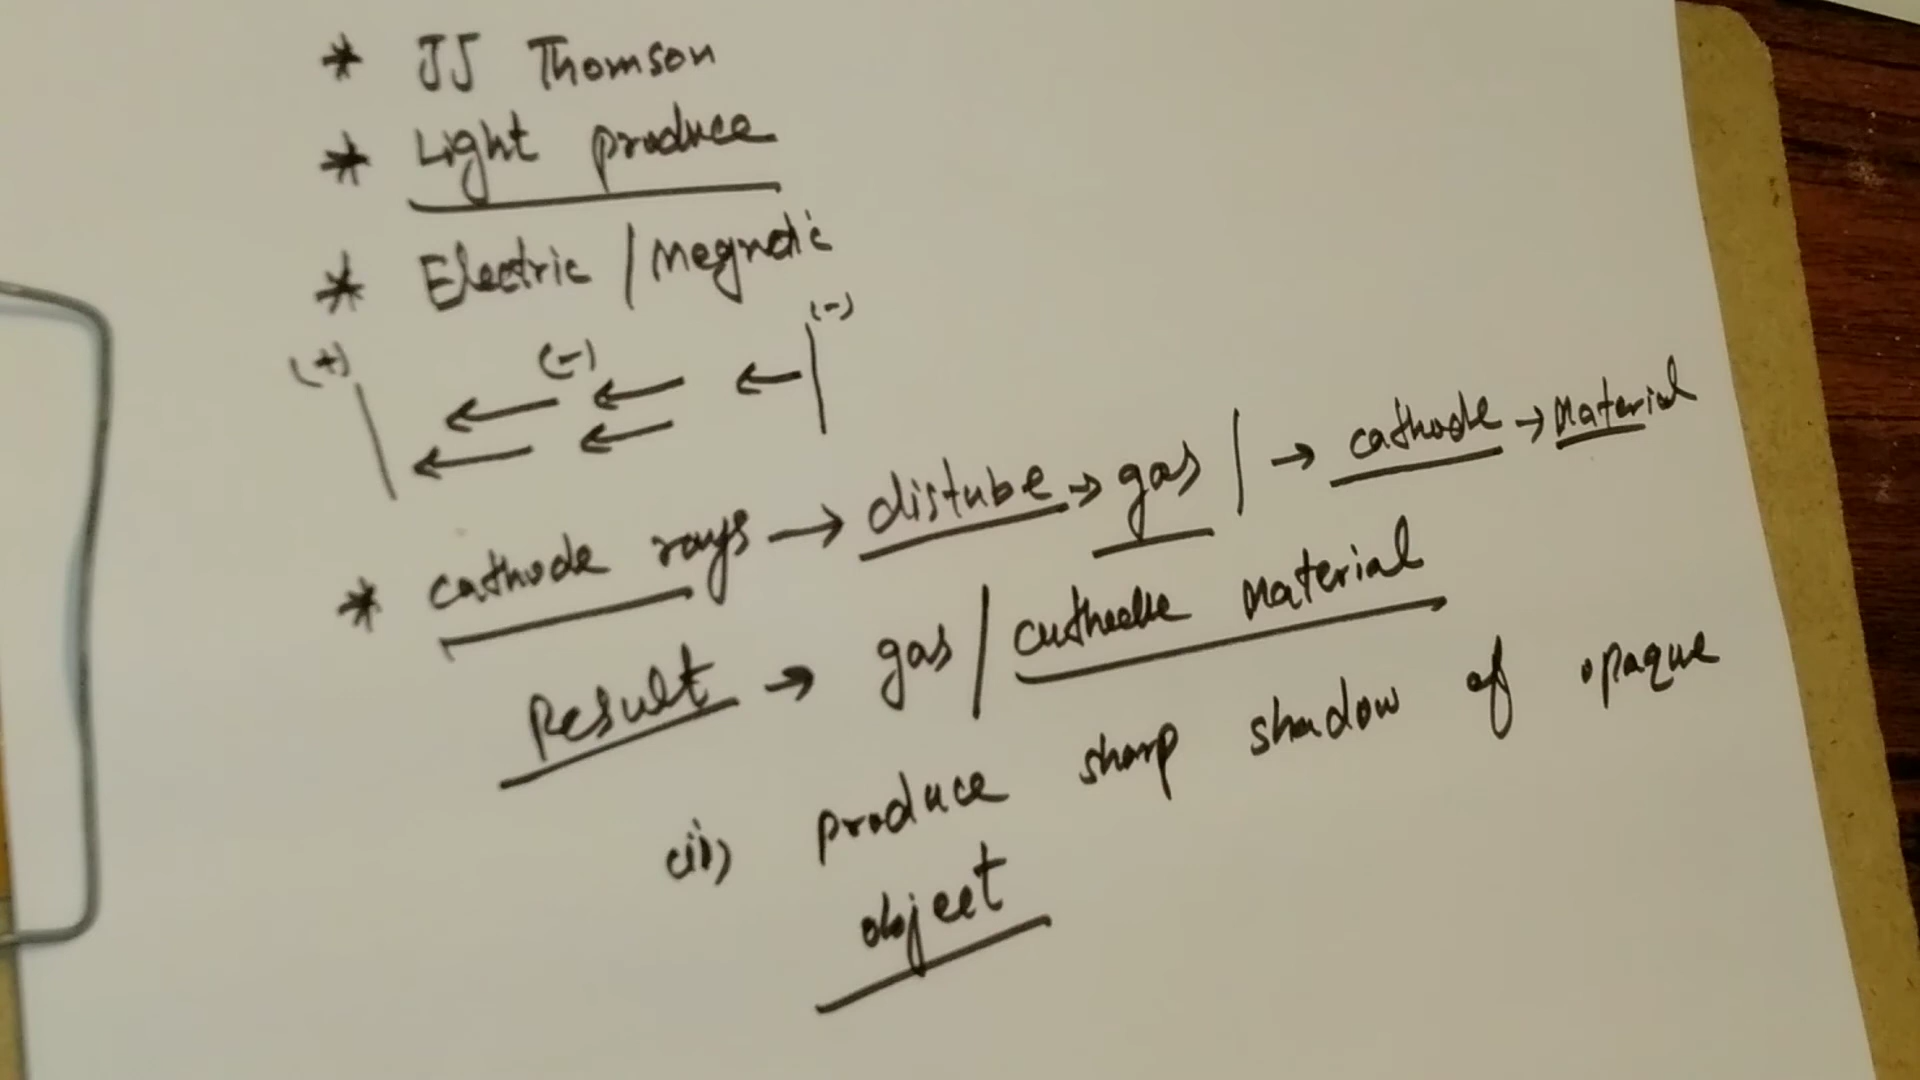 * JJ Thomson
* Light produce
* Electric / Megnetic
(+) (-) (-)
* cathode rays → distube → gas / → cathode → Material
Result → gas / cuthode Material
(ii) produce sharp shadow of opaque
object